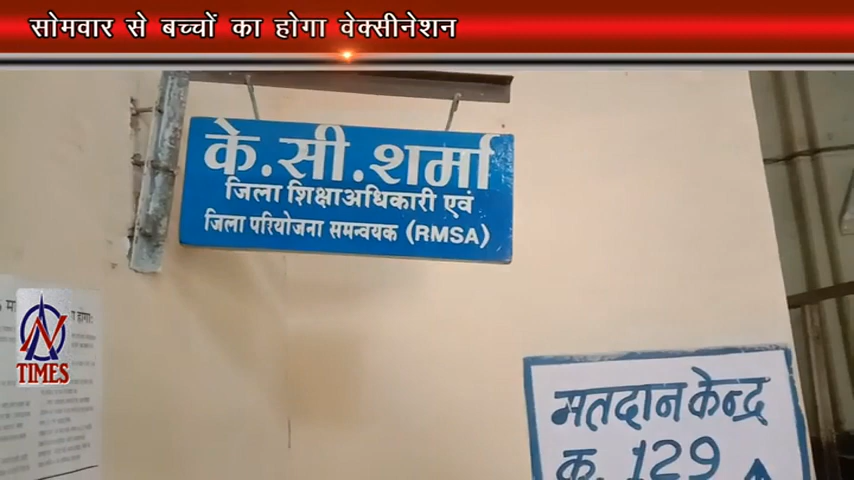 सोमवार से बच्चों का होगा वेक्सीनेशन
के.सी.शर्मा
जिला शिक्षाअधिकारी एवं
जिला परियोजना समन्वयक (RMSA)
TIMES
मतदान केन्द्र
क. 129